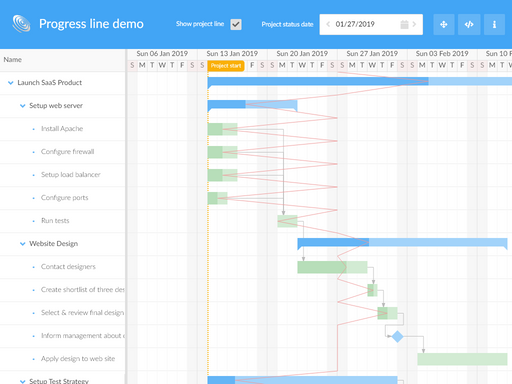 Progress line demo
Show project line
Project status date
01/27/2019
Name
Sun 06 Jan 2019
Sun 13 Jan 2019
Sun 20 Jan 2019
Sun 27 Jan 2019
Sun 03 Feb 2019
Sun 10 F
S M T W T F S S
Project start
F S S M T W T F S S M T W T F S S M T W T F S S M
Launch SaaS Product
Setup web server
Install Apache
Configure firewall
Setup load balancer
Configure ports
Run tests
Website Design
Contact designers
Create shortlist of three des
Select & review final design
Inform management about
Apply design to web site
Setup Test Strategy